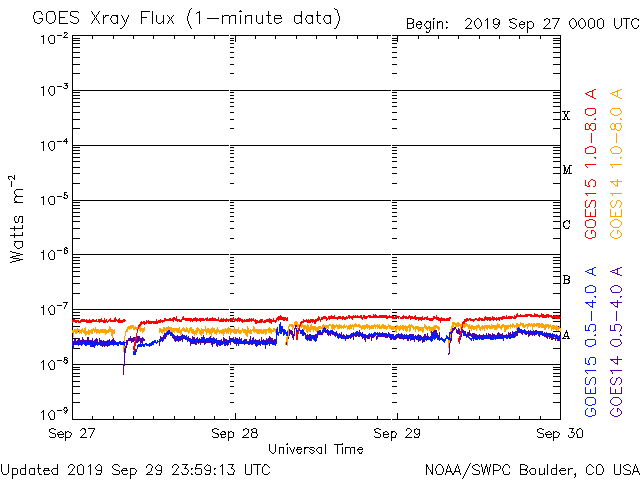 GOES Xray Flux (1-minute data)
Begin: 2019 Sep 27 0000 UTC
10⁻²
10⁻³
10⁻⁴
10⁻⁵
10⁻⁶
10⁻⁷
10⁻⁸
10⁻⁹
Watts m⁻²
X
M
C
B
A
GOES15 1.0-8.0 A
GOES14 1.0-8.0 A
GOES15 0.5-4.0 A
GOES14 0.5-4.0 A
Sep 27 Sep 28 Sep 29 Sep 30
Universal Time
Updated 2019 Sep 29 23:59:13 UTC
NOAA/SWPC Boulder, CO USA